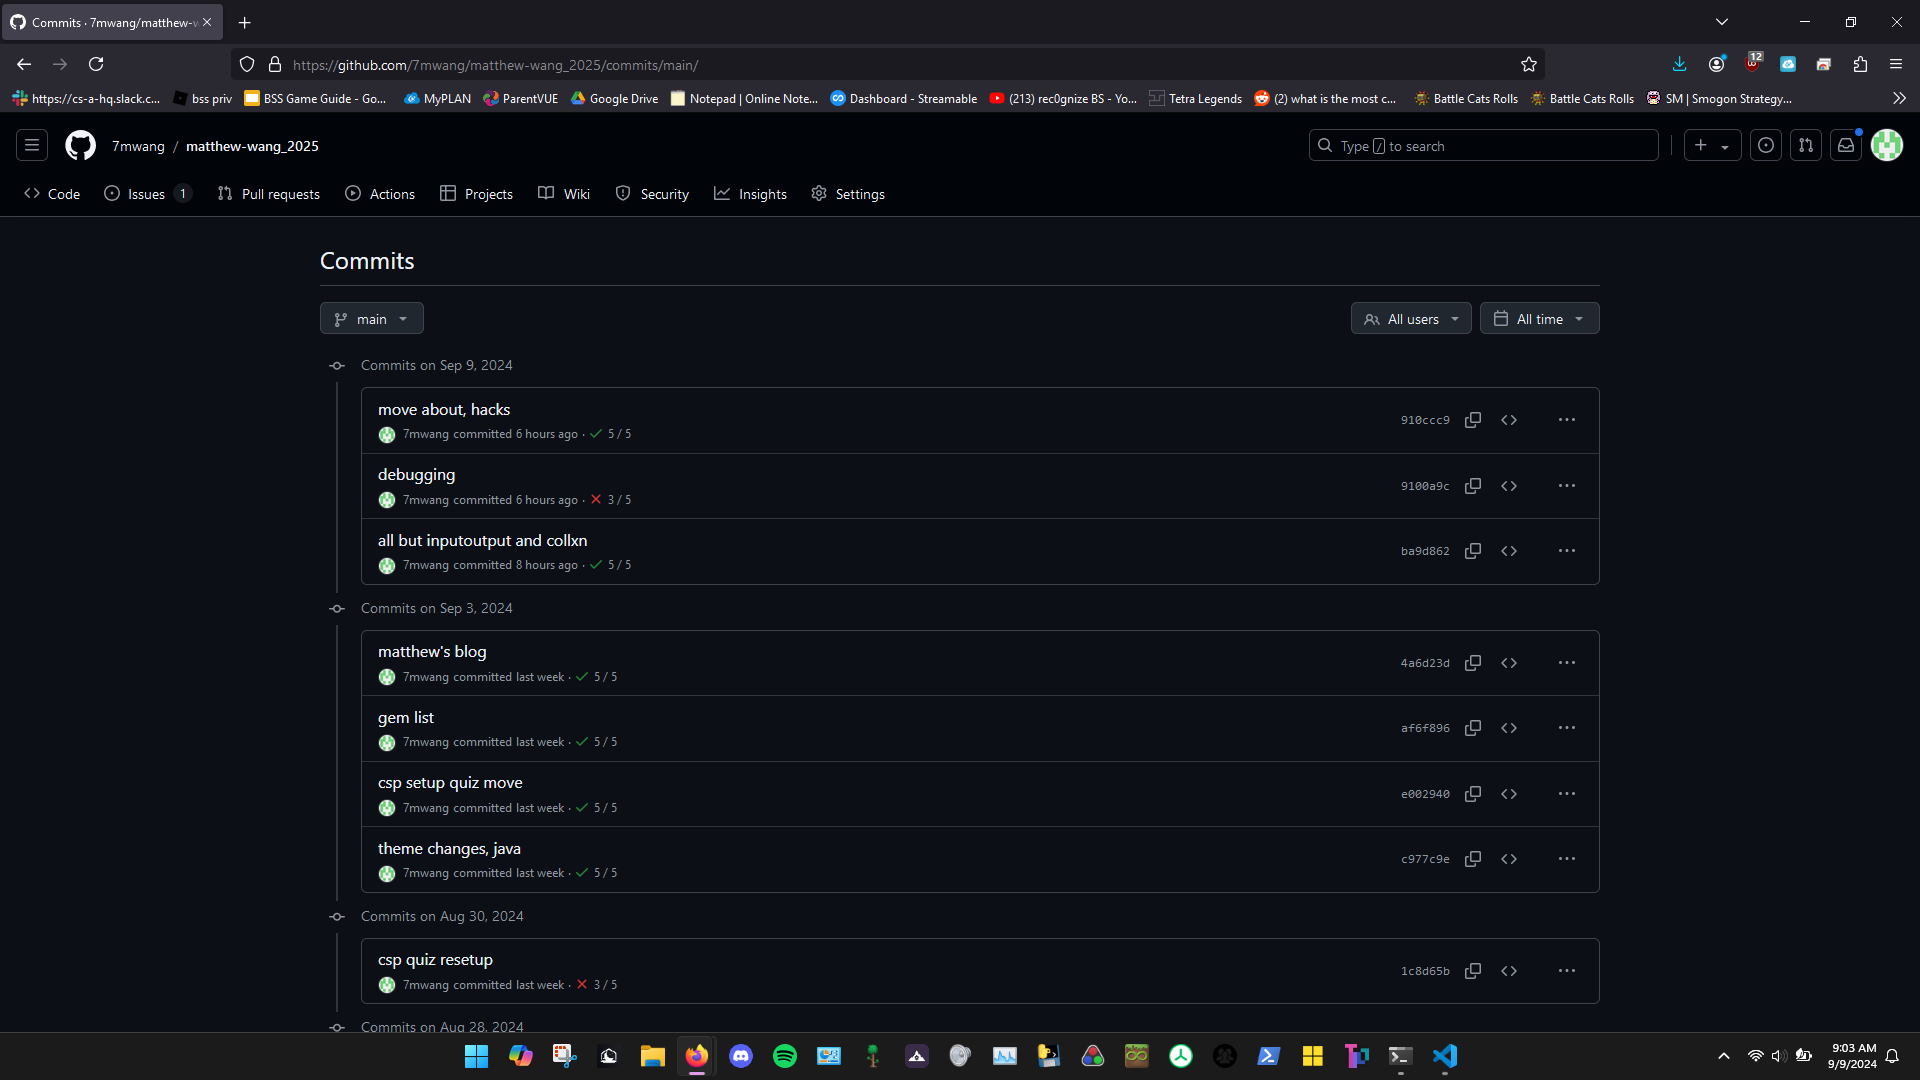 Commits · 7mwang/matthew-w
https://github.com/7mwang/matthew-wang_2025/commits/main/
12
https://cs-a-hq.slack.c... bss priv BSS Game Guide - Go... MyPLAN ParentVUE Google Drive Notepad | Online Note... Dashboard - Streamable (213) rec0gnize BS - Yo... Tetra Legends (2) what is the most c... Battle Cats Rolls Battle Cats Rolls SM | Smogon Strategy...
7mwang / matthew-wang_2025
Type / to search
Code Issues 1 Pull requests Actions Projects Wiki Security Insights Settings
Commits
main All users All time
Commits on Sep 9, 2024
move about, hacks
7mwang committed 6 hours ago · 5 / 5
910ccc9
debugging
7mwang committed 6 hours ago · 3 / 5
9100a9c
all but inputoutput and collxn
7mwang committed 8 hours ago · 5 / 5
ba9d862
Commits on Sep 3, 2024
matthew's blog
7mwang committed last week · 5 / 5
4a6d23d
gem list
7mwang committed last week · 5 / 5
af6f896
csp setup quiz move
7mwang committed last week · 5 / 5
e002940
theme changes, java
7mwang committed last week · 5 / 5
c977c9e
Commits on Aug 30, 2024
csp quiz resetup
7mwang committed last week · 3 / 5
1c8d65b
Commits on Aug 28, 2024
9:03 AM
9/9/2024